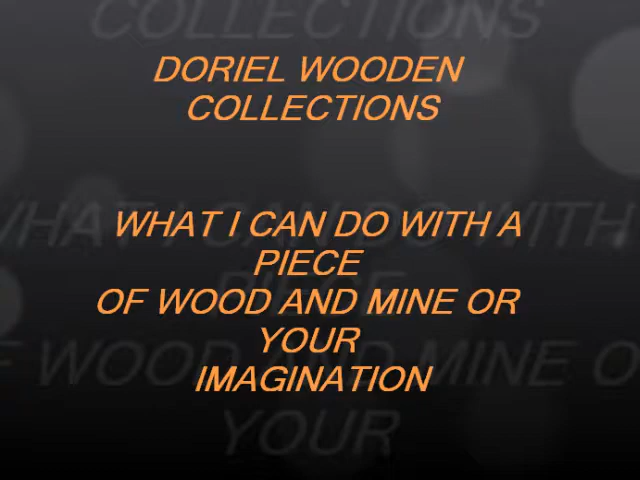 DORIEL WOODEN
COLLECTIONS
WHAT I CAN DO WITH A
PIECE
OF WOOD AND MINE OR
YOUR
IMAGINATION